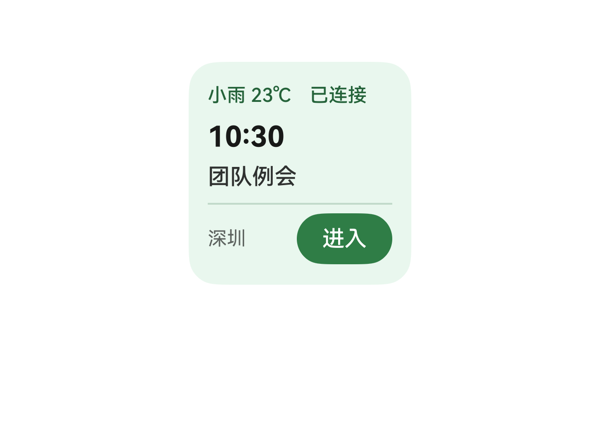 小雨 23℃ 已连接
10:30
团队例会
深圳
进入